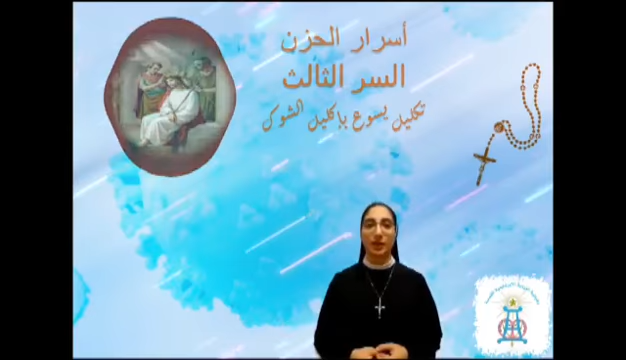 أسرار الحزن
السر الثالث
تكليل يسوع بإكليل الشوك